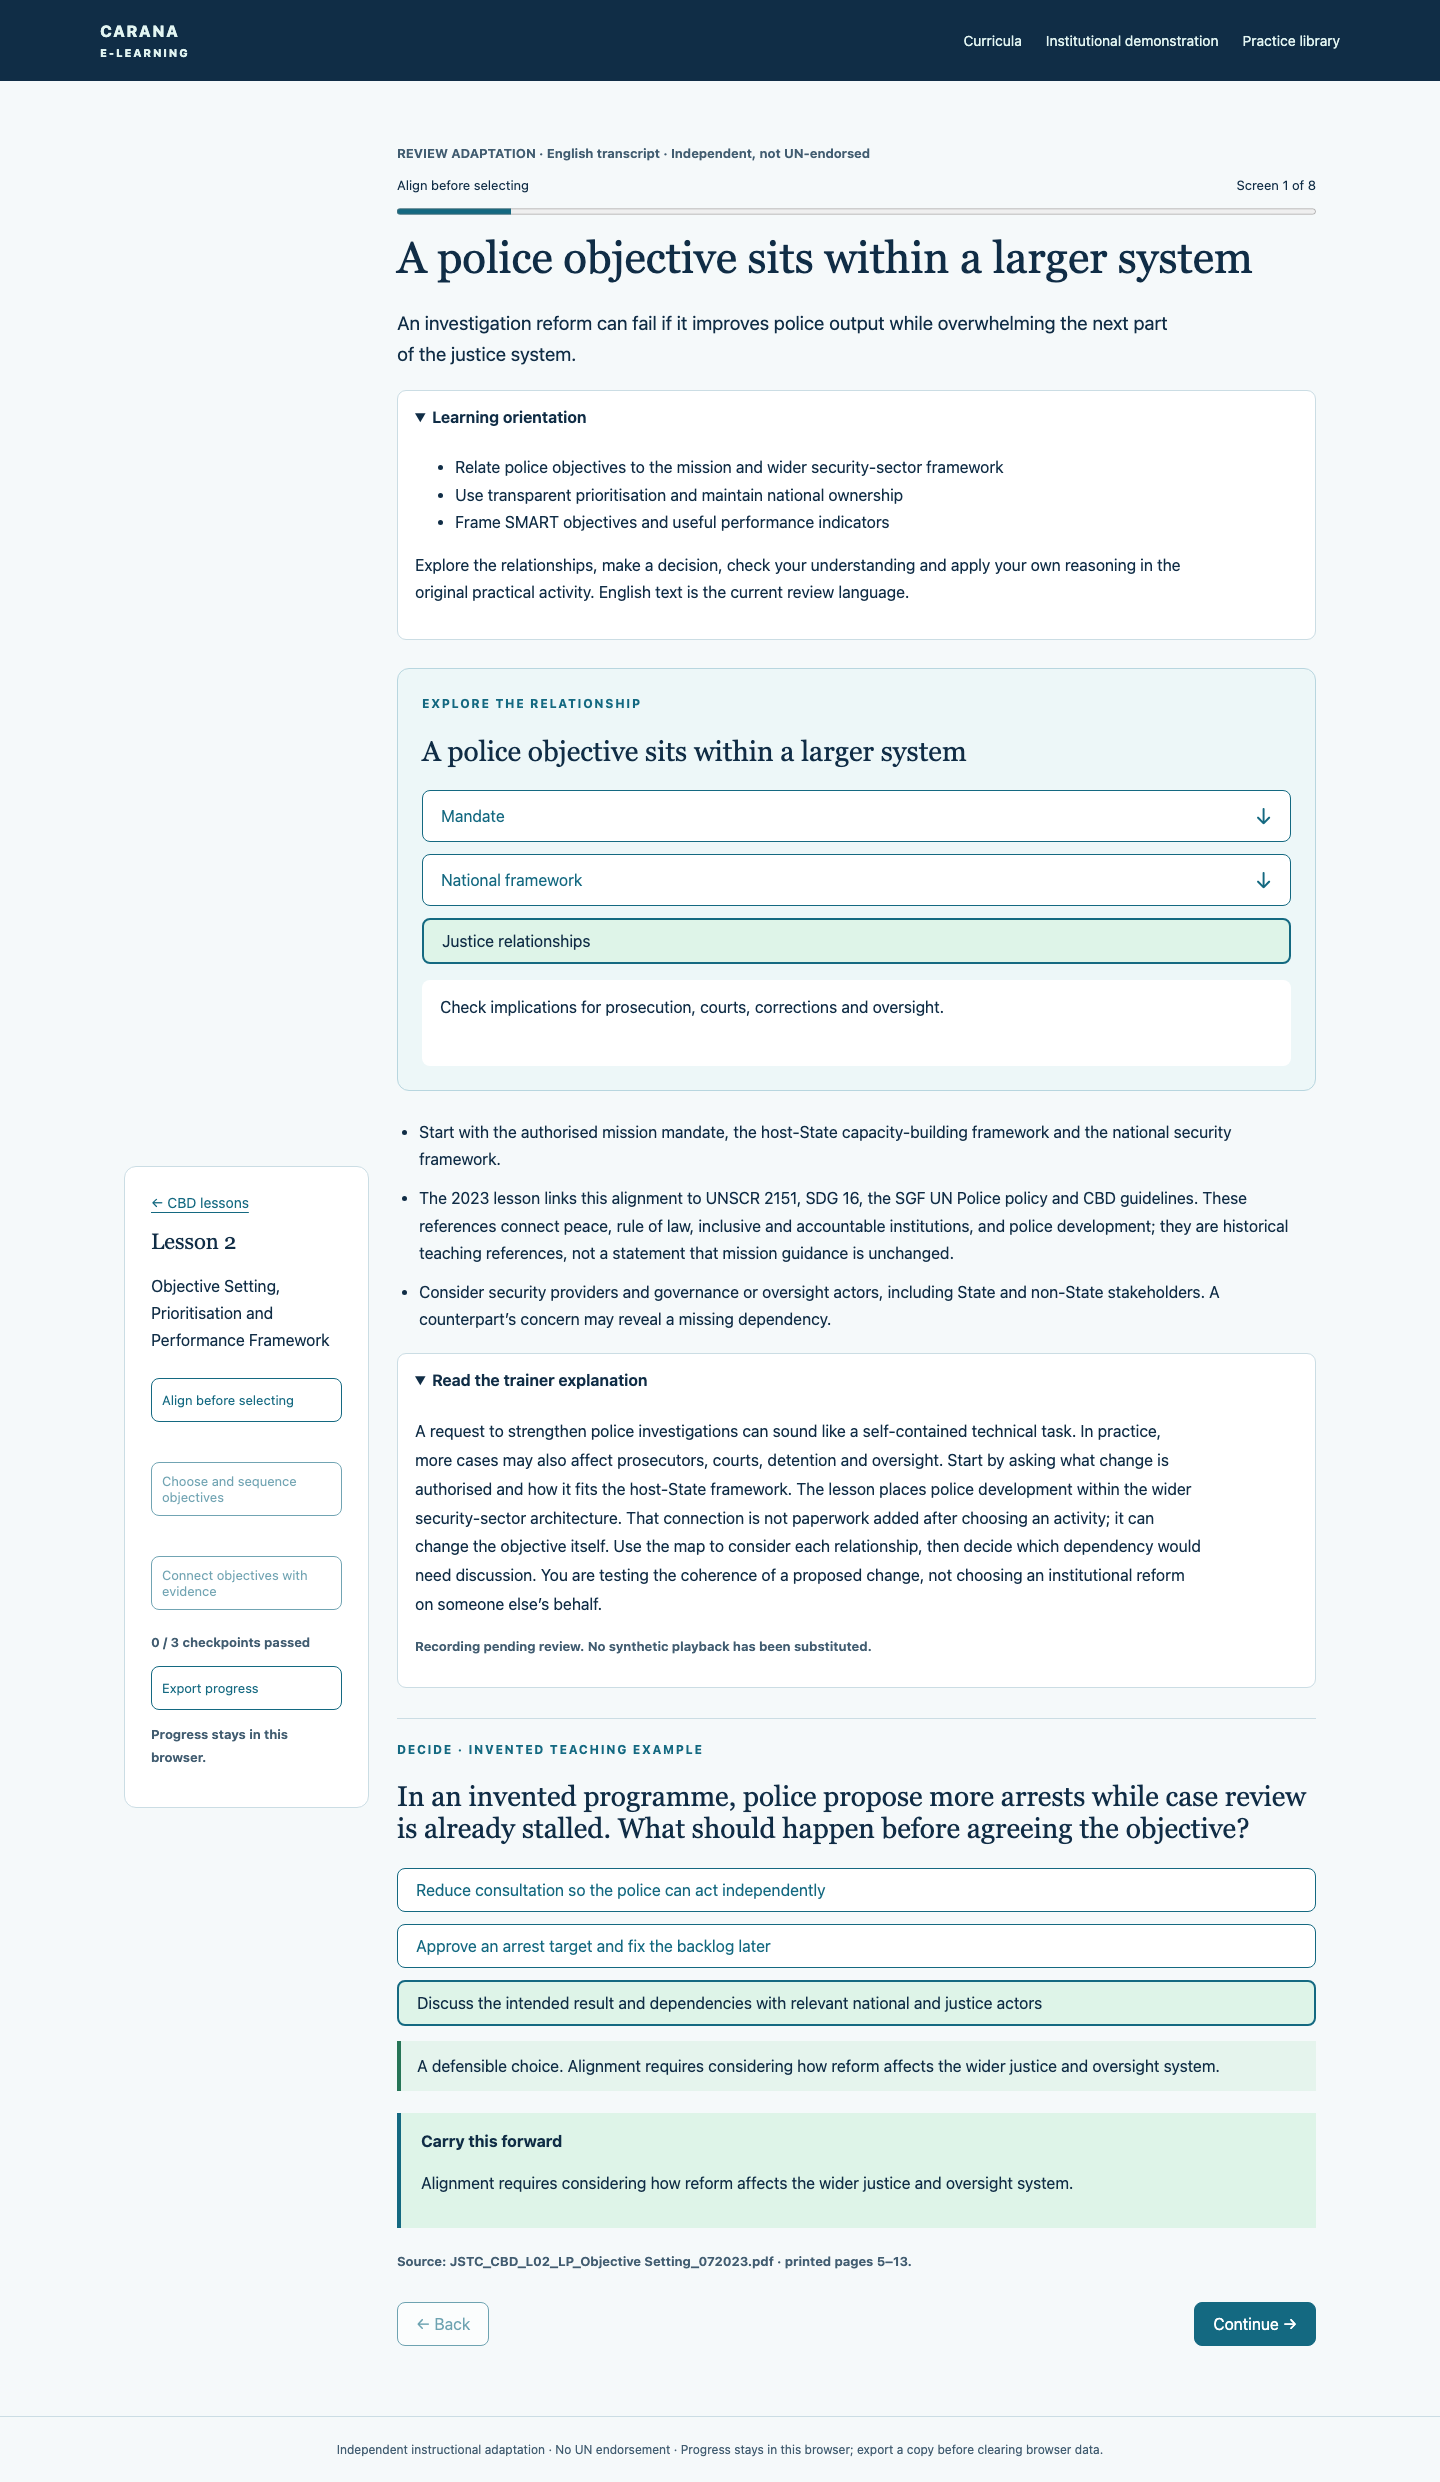 CARANA
E-LEARNING
Curricula
Institutional demonstration
Practice library
REVIEW ADAPTATION · English transcript · Independent, not UN-endorsed
Align before selecting
Screen 1 of 8
A police objective sits within a larger system
An investigation reform can fail if it improves police output while overwhelming the next part
of the justice system.
▼ Learning orientation
• Relate police objectives to the mission and wider security-sector framework
• Use transparent prioritisation and maintain national ownership
• Frame SMART objectives and useful performance indicators
Explore the relationships, make a decision, check your understanding and apply your own reasoning in the
original practical activity. English text is the current review language.
EXPLORE THE RELATIONSHIP
A police objective sits within a larger system
Mandate ↓
National framework ↓
Justice relationships
Check implications for prosecution, courts, corrections and oversight.
• Start with the authorised mission mandate, the host-State capacity-building framework and the national security
framework.
• The 2023 lesson links this alignment to UNSCR 2151, SDG 16, the SGF UN Police policy and CBD guidelines. These
references connect peace, rule of law, inclusive and accountable institutions, and police development; they are historical
teaching references, not a statement that mission guidance is unchanged.
• Consider security providers and governance or oversight actors, including State and non-State stakeholders. A
counterpart’s concern may reveal a missing dependency.
← CBD lessons
Lesson 2
Objective Setting,
Prioritisation and
Performance Framework
Align before selecting
Choose and sequence
objectives
Connect objectives with
evidence
0 / 3 checkpoints passed
Export progress
Progress stays in this
browser.
▼ Read the trainer explanation
A request to strengthen police investigations can sound like a self-contained technical task. In practice,
more cases may also affect prosecutors, courts, detention and oversight. Start by asking what change is
authorised and how it fits the host-State framework. The lesson places police development within the wider
security-sector architecture. That connection is not paperwork added after choosing an activity; it can
change the objective itself. Use the map to consider each relationship, then decide which dependency would
need discussion. You are testing the coherence of a proposed change, not choosing an institutional reform
on someone else’s behalf.
Recording pending review. No synthetic playback has been substituted.
DECIDE · INVENTED TEACHING EXAMPLE
In an invented programme, police propose more arrests while case review
is already stalled. What should happen before agreeing the objective?
Reduce consultation so the police can act independently
Approve an arrest target and fix the backlog later
Discuss the intended result and dependencies with relevant national and justice actors
A defensible choice. Alignment requires considering how reform affects the wider justice and oversight system.
Carry this forward
Alignment requires considering how reform affects the wider justice and oversight system.
Source: JSTC_CBD_L02_LP_Objective Setting_072023.pdf · printed pages 5–13.
← Back
Continue →
Independent instructional adaptation · No UN endorsement · Progress stays in this browser; export a copy before clearing browser data.